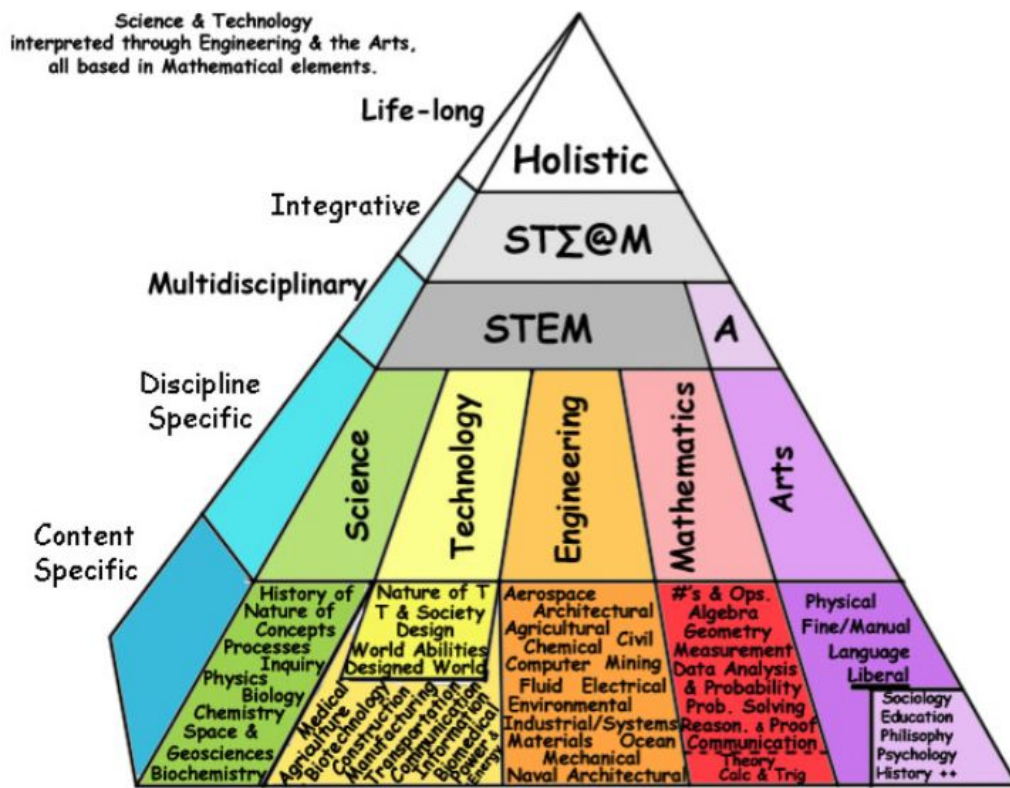 Science & Technology
interpreted through Engineering & the Arts,
all based in Mathematical elements.
Life-long
Holistic
Integrative
ST∑@M
Multidisciplinary
STEM
A
Discipline
Specific
Science
Technology
Engineering
Mathematics
Arts
Content
Specific
History of
Nature of
Concepts
Processes
Inquiry
Physics
Biology
Chemistry
Space &
Geosciences
Biochemistry
Nature of T
T & Society
Design
World Abilities
Designed World
Medical
Agriculture
Biotechnology
Construction
Manufacturing
Transportation
Communication
Information
Biomedical
Power &
Energy
Aerospace
Architectural
Agricultural
Civil
Chemical
Computer Mining
Fluid Electrical
Environmental
Industrial/Systems
Materials Ocean
Mechanical
Naval Architectural
#'s & Ops.
Algebra
Geometry
Measurement
Data Analysis
& Probability
Prob. Solving
Reason. & Proof
Communication
Theory
Calc & Trig
Physical
Fine/Manual
Language
Liberal
Sociology
Education
Philisophy
Psychology
History ++